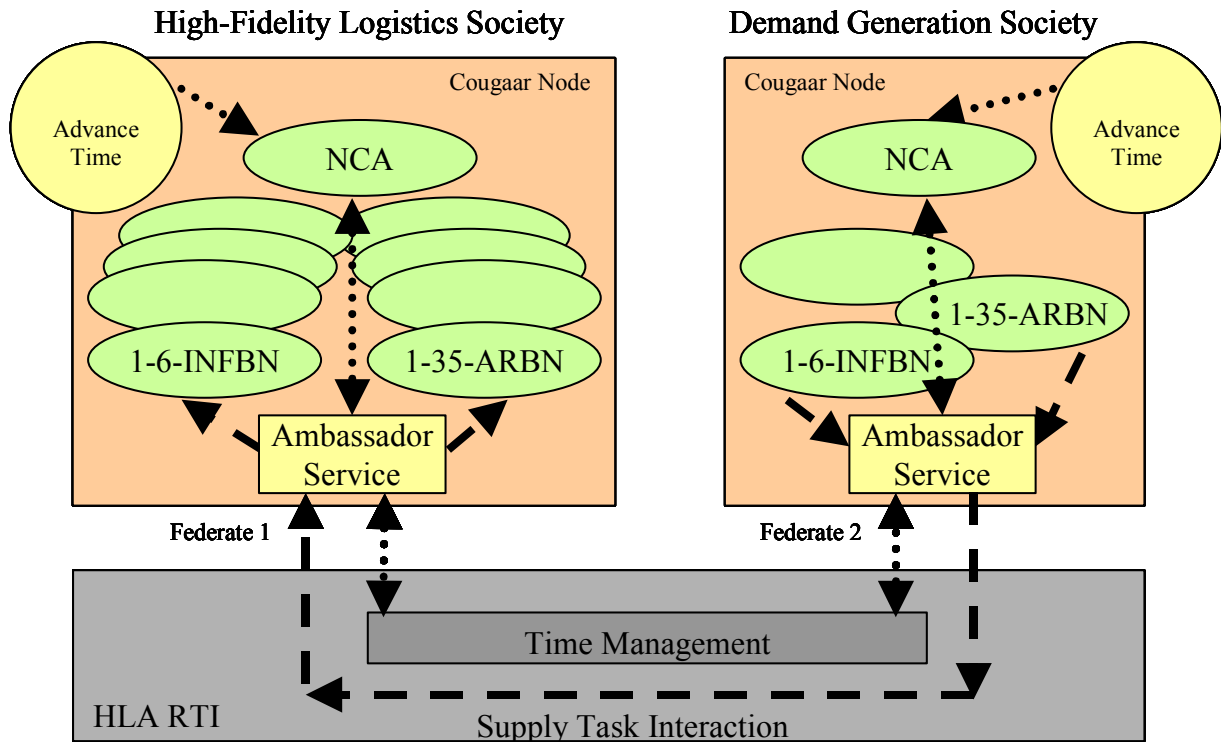 High-Fidelity Logistics Society
Demand Generation Society
Cougaar Node
Advance
Time
NCA
1-6-INFBN
1-35-ARBN
Ambassador
Service
Federate 1
Cougaar Node
Advance
Time
NCA
1-35-ARBN
1-6-INFBN
Ambassador
Service
Federate 2
Time Management
HLA RTI
Supply Task Interaction